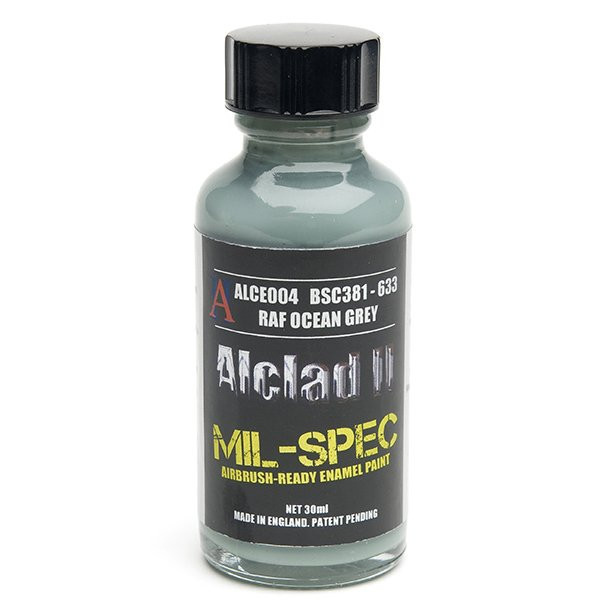 A ALCE004 BSC381-633
RAF OCEAN GREY
Alclad II
MIL-SPEC
AIRBRUSH-READY ENAMEL PAINT
NET 30ml
MADE IN ENGLAND. PATENT PENDING